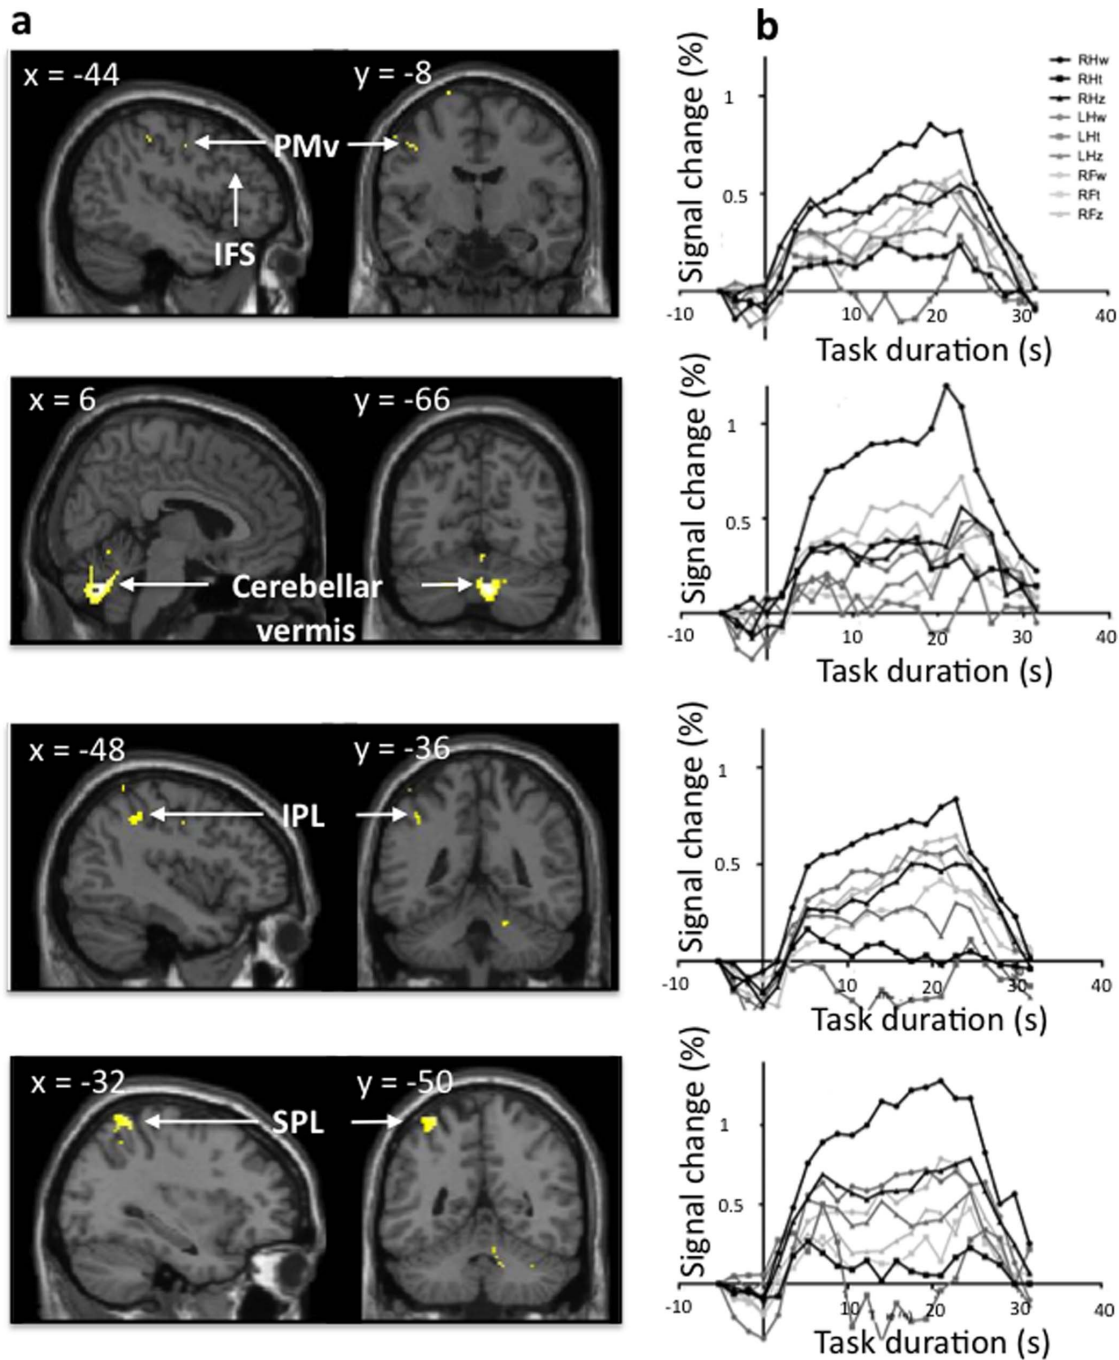 a
b
x = -44
y = -8
PMv
IFS
Signal change (%)
1
0.5
-10
10
20
30
40
Task duration (s)
RHw
RHt
RHz
LHw
LHt
LHz
RFw
RFt
RFz
x = 6
y = -66
Cerebellar
vermis
Signal change (%)
1
0.5
-10
10
20
30
40
Task duration (s)
x = -48
y = -36
IPL
Signal change (%)
1
0.5
-10
10
20
30
40
Task duration (s)
x = -32
y = -50
SPL
Signal change (%)
1
0.5
-10
10
20
30
40
Task duration (s)